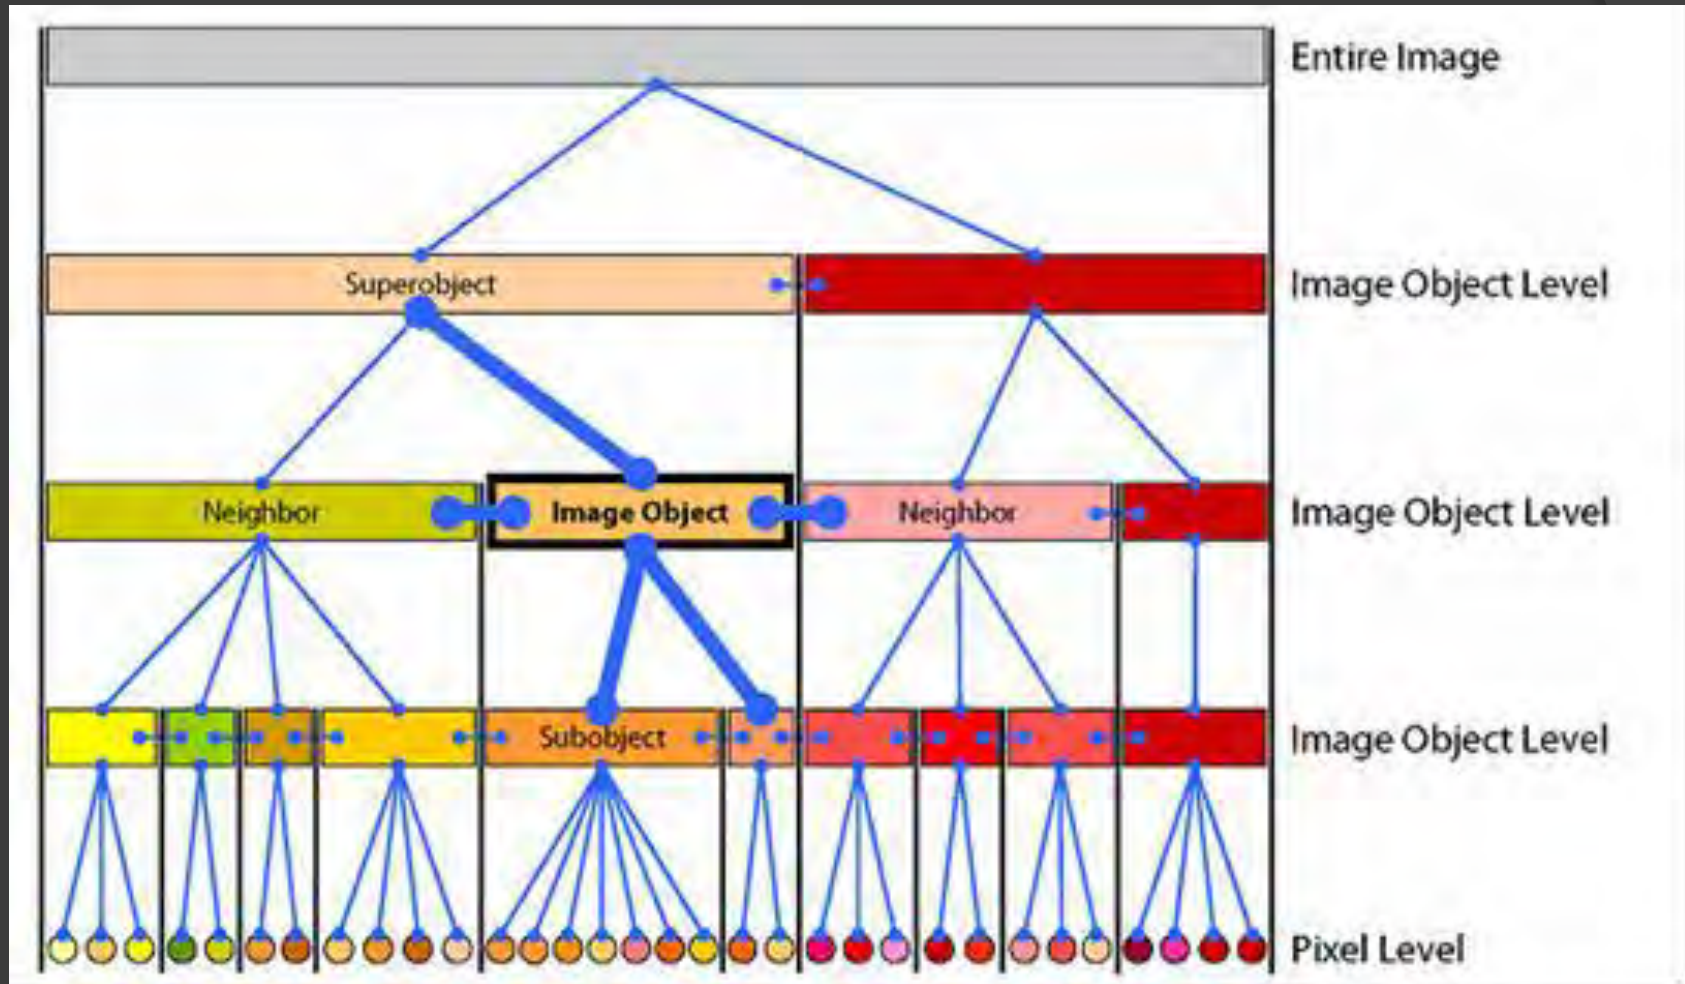 Entire Image
Superobject
Image Object Level
Neighbor
Image Object
Neighbor
Image Object Level
Subobject
Image Object Level
Pixel Level